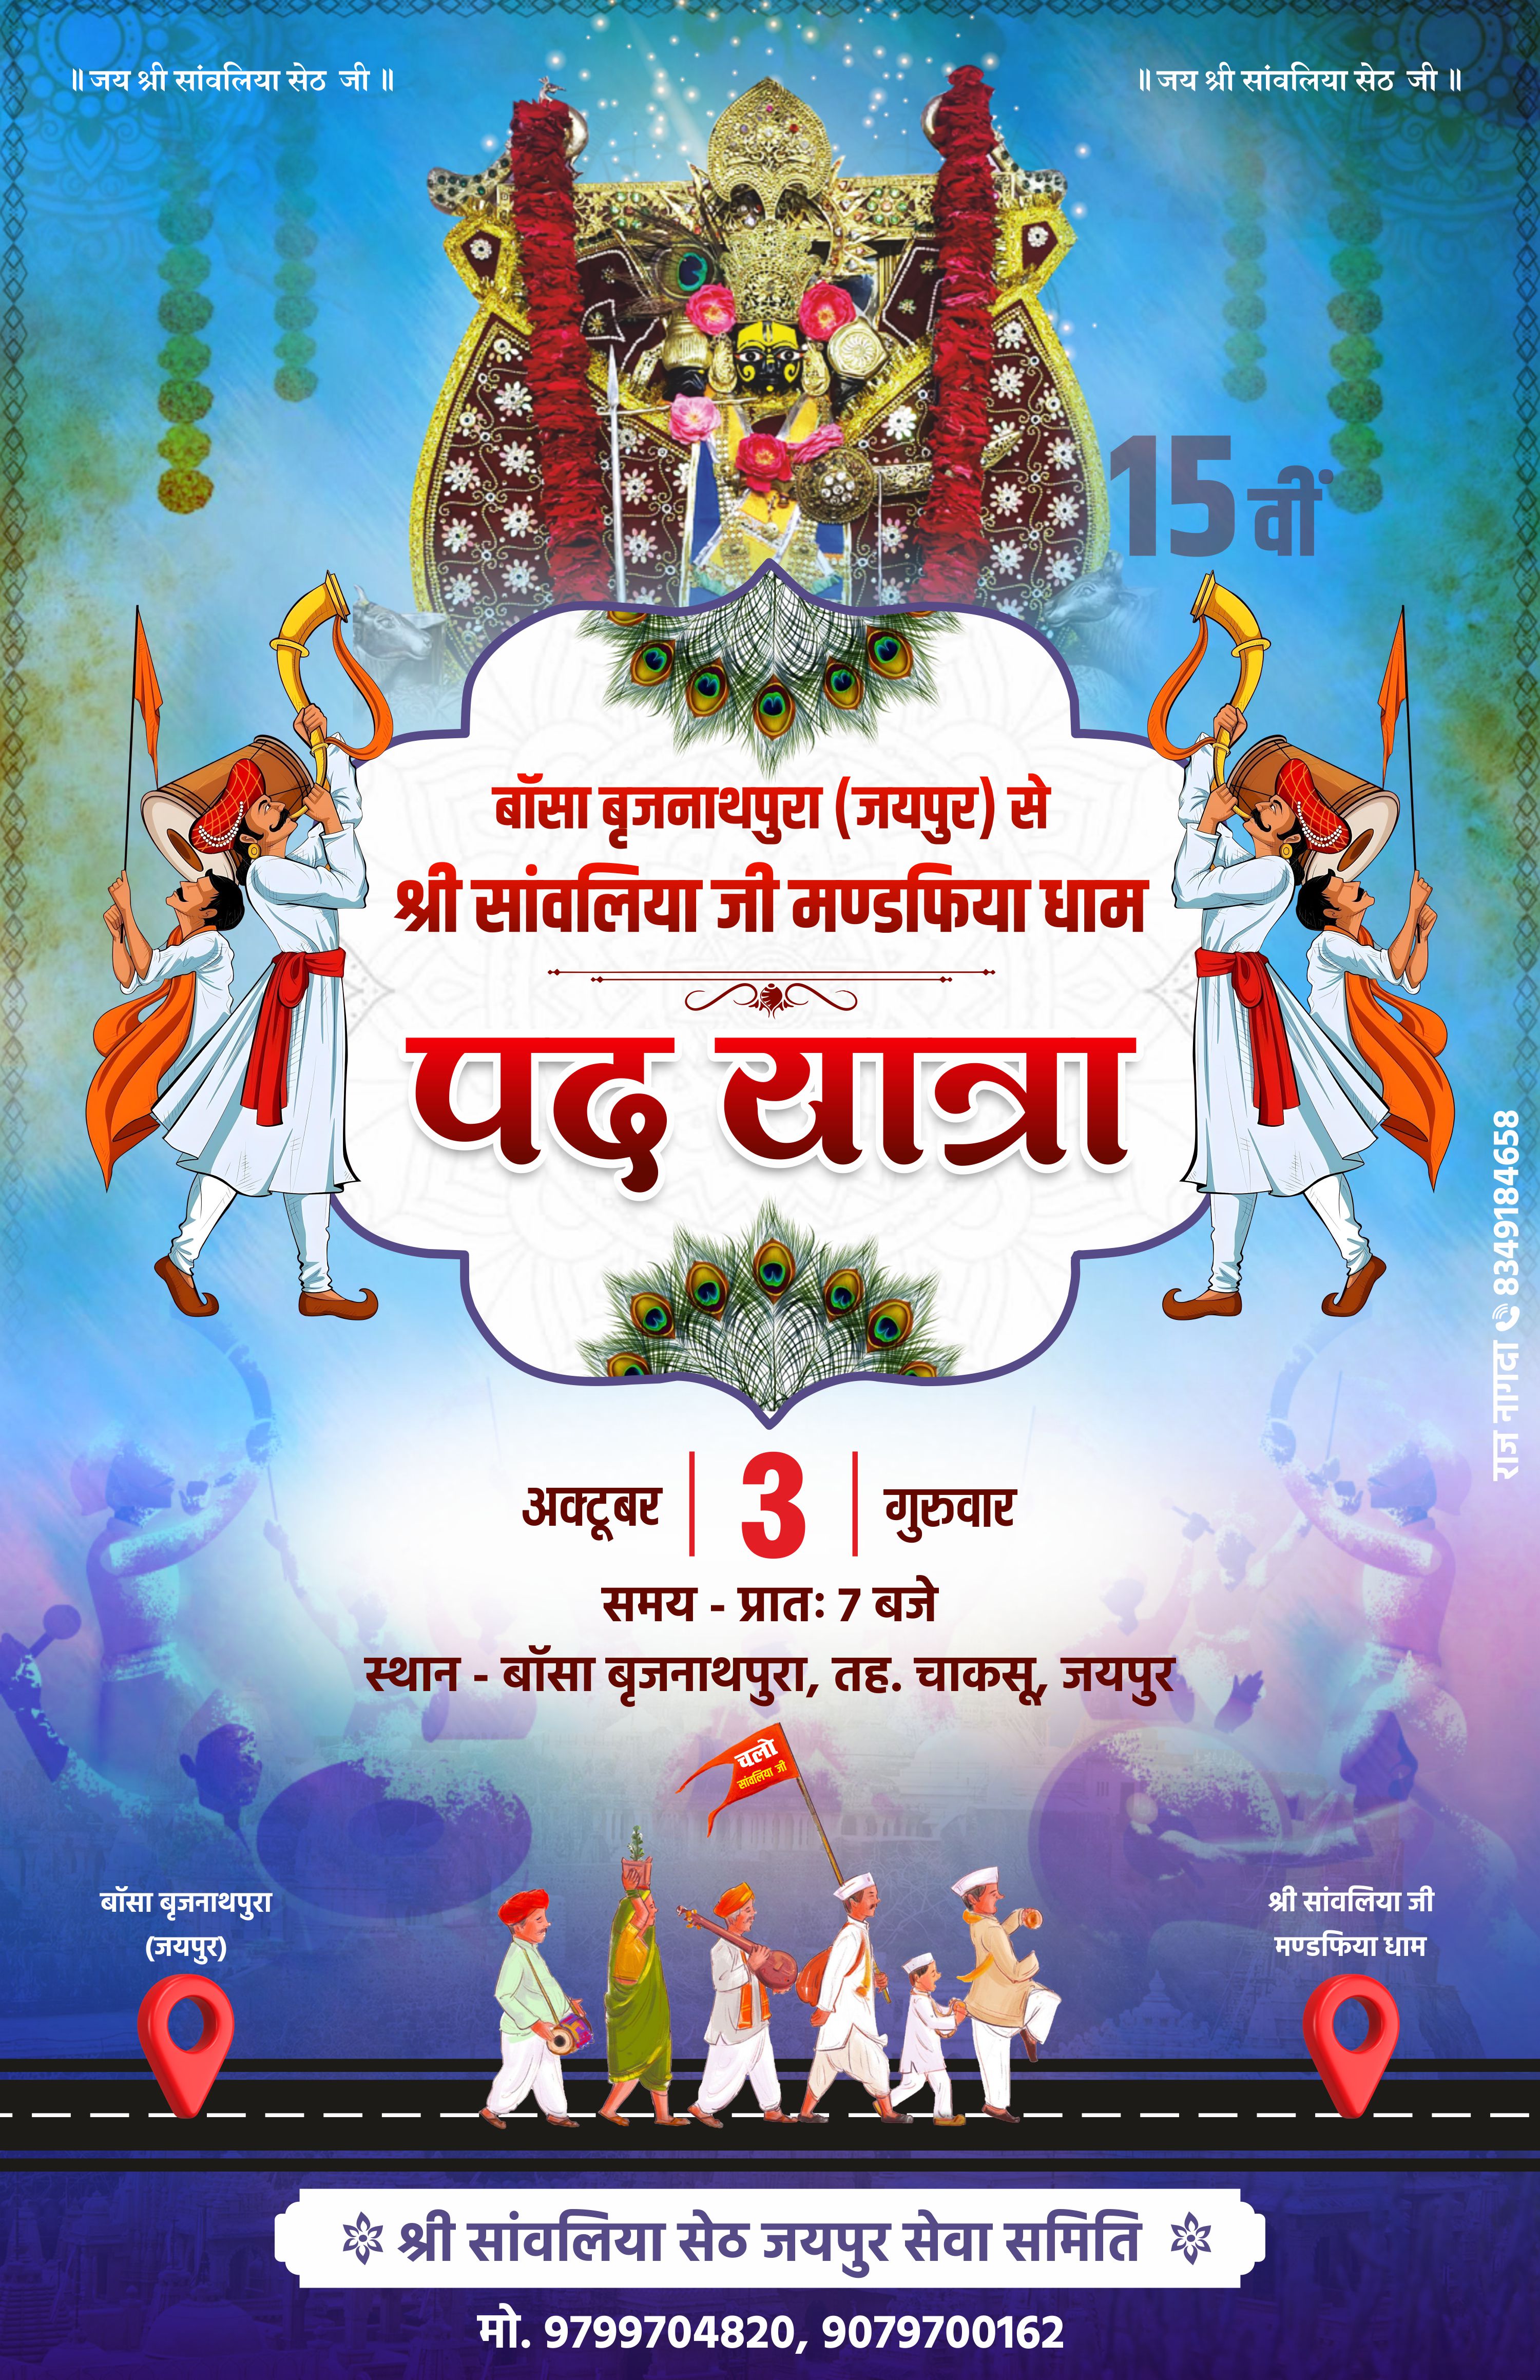 ॥ जय श्री सांवलिया सेठ जी ॥
॥ जय श्री सांवलिया सेठ जी ॥
15वीं
बॉसा बृजनाथपुरा (जयपुर) से
श्री सांवलिया जी मण्डफिया धाम
पद यात्रा
राज नागदा 8349184658
अक्टूबर | 3 | गुरुवार
समय - प्रातः 7 बजे
स्थान - बॉसा बृजनाथपुरा, तह. चाकसू, जयपुर
चलो
सांवलिया जी
बॉसा बृजनाथपुरा
(जयपुर)
श्री सांवलिया जी
मण्डफिया धाम
श्री सांवलिया सेठ जयपुर सेवा समिति
मो. 9799704820, 9079700162